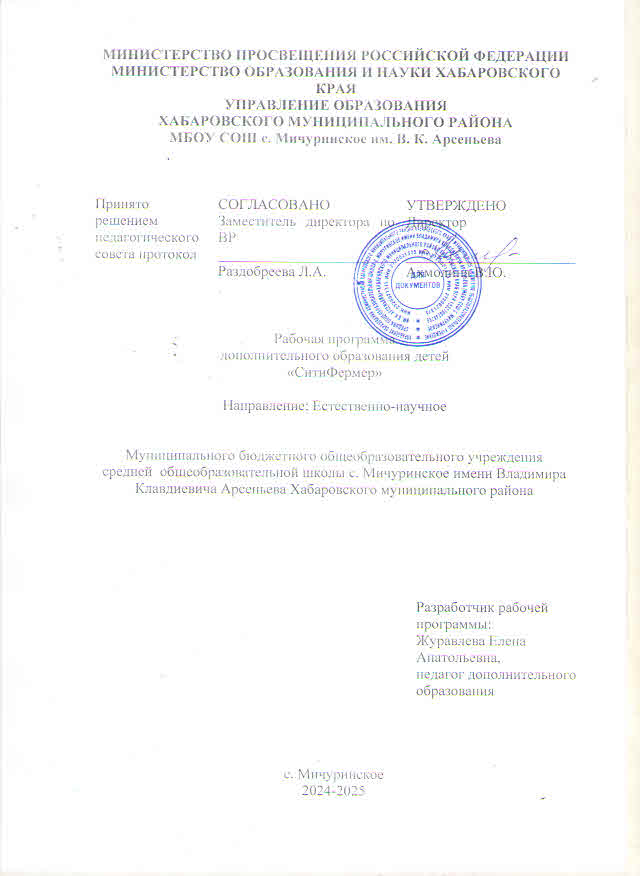 МИНИСТЕРСТВО ПРОСВЕЩЕНИЯ РОССИЙСКОЙ ФЕДЕРАЦИИ
МИНИСТЕРСТВО ОБРАЗОВАНИЯ И НАУКИ ХАБАРОВСКОГО
КРАЯ
УПРАВЛЕНИЕ ОБРАЗОВАНИЯ
ХАБАРОВСКОГО МУНИЦИПАЛЬНОГО РАЙОНА
МБОУ СОШ с. Мичуринское им. В. К. Арсеньева
Принято
решением
педагогического
совета протокол
СОГЛАСОВАНО
Заместитель директора по
ВР
Раздобреева Л.А.
УТВЕРЖДЕНО
Директор
В.Ю.
ДЛЯ
ДОКУМЕНТОВ
Рабочая программа
дополнительного образования детей
«СитиФермер»
Направление: Естественно-научное
Муниципального бюджетного общеобразовательного учреждения
средней общеобразовательной школы с. Мичуринское имени Владимира
Клавдиевича Арсеньева Хабаровского муниципального района
Разработчик рабочей
программы:
Журавлева Елена
Анатольевна,
педагог дополнительного
образования
с. Мичуринское
2024-2025